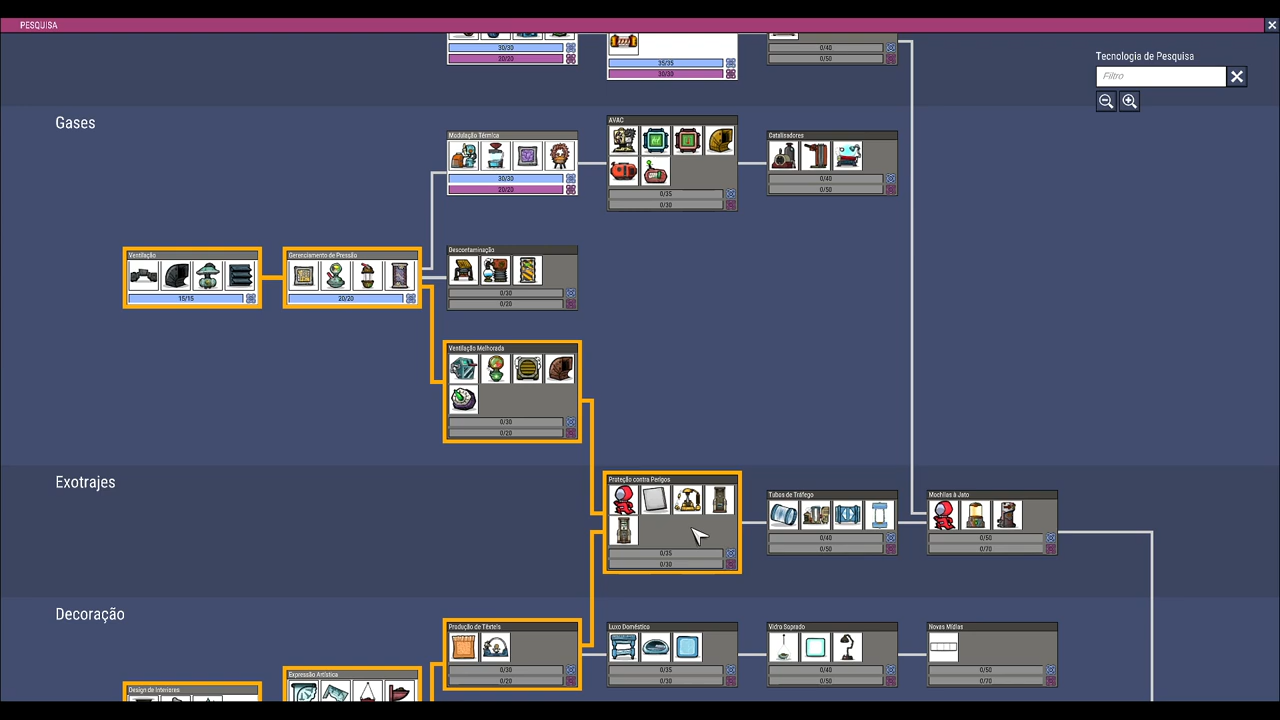 PESQUISA
Tecnologia de Pesquisa
Filtro
30/30
20/20
35/35
30/30
0/40
0/50
Gases
Modulação Térmica
30/30
20/20
AVAC
0/35
0/30
Catalisadores
0/40
0/50
Ventilação
15/15
Gerenciamento de Pressão
20/20
Descontaminação
0/30
0/20
Ventilação Melhorada
0/30
0/20
Exotrajes
Proteção contra Perigos
0/35
0/30
Tubos de Tráfego
0/40
0/50
Mochilas à Jato
0/50
0/70
Decoração
Produção de Têxteis
0/30
0/20
Luxo Doméstico
0/35
0/30
Vidro Soprado
0/40
0/50
Novas Mídias
0/50
0/70
Design de Interiores
Expressão Artística